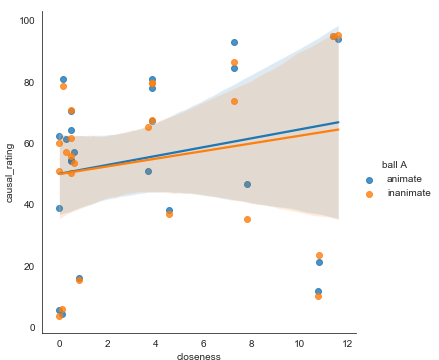 100
80
60
40
20
0
causal_rating
0 2 4 6 8 10 12
closeness
ball A
animate
inanimate